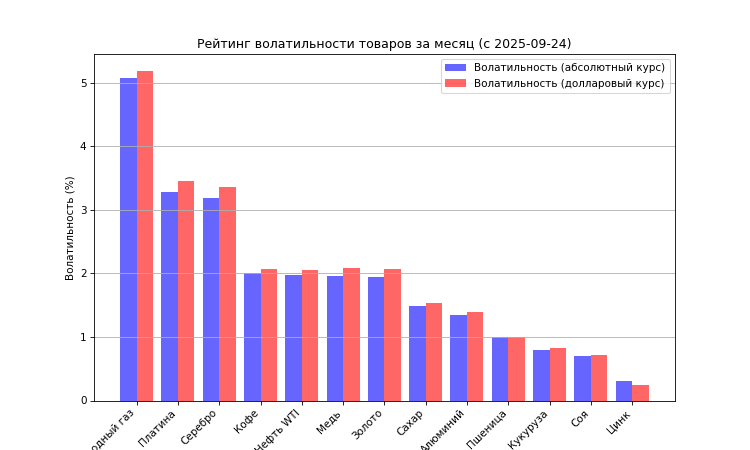 Рейтинг волатильности товаров за месяц (с 2025-09-24)
Волатильность (абсолютный курс)
Волатильность (долларовый курс)
Волатильность (%)
5
4
3
2
1
0
одный газ
Платина
Серебро
Кофе
Нефть WTI
Медь
Золото
Сахар
Алюминий
Пшеница
Кукуруза
Соя
Цинк